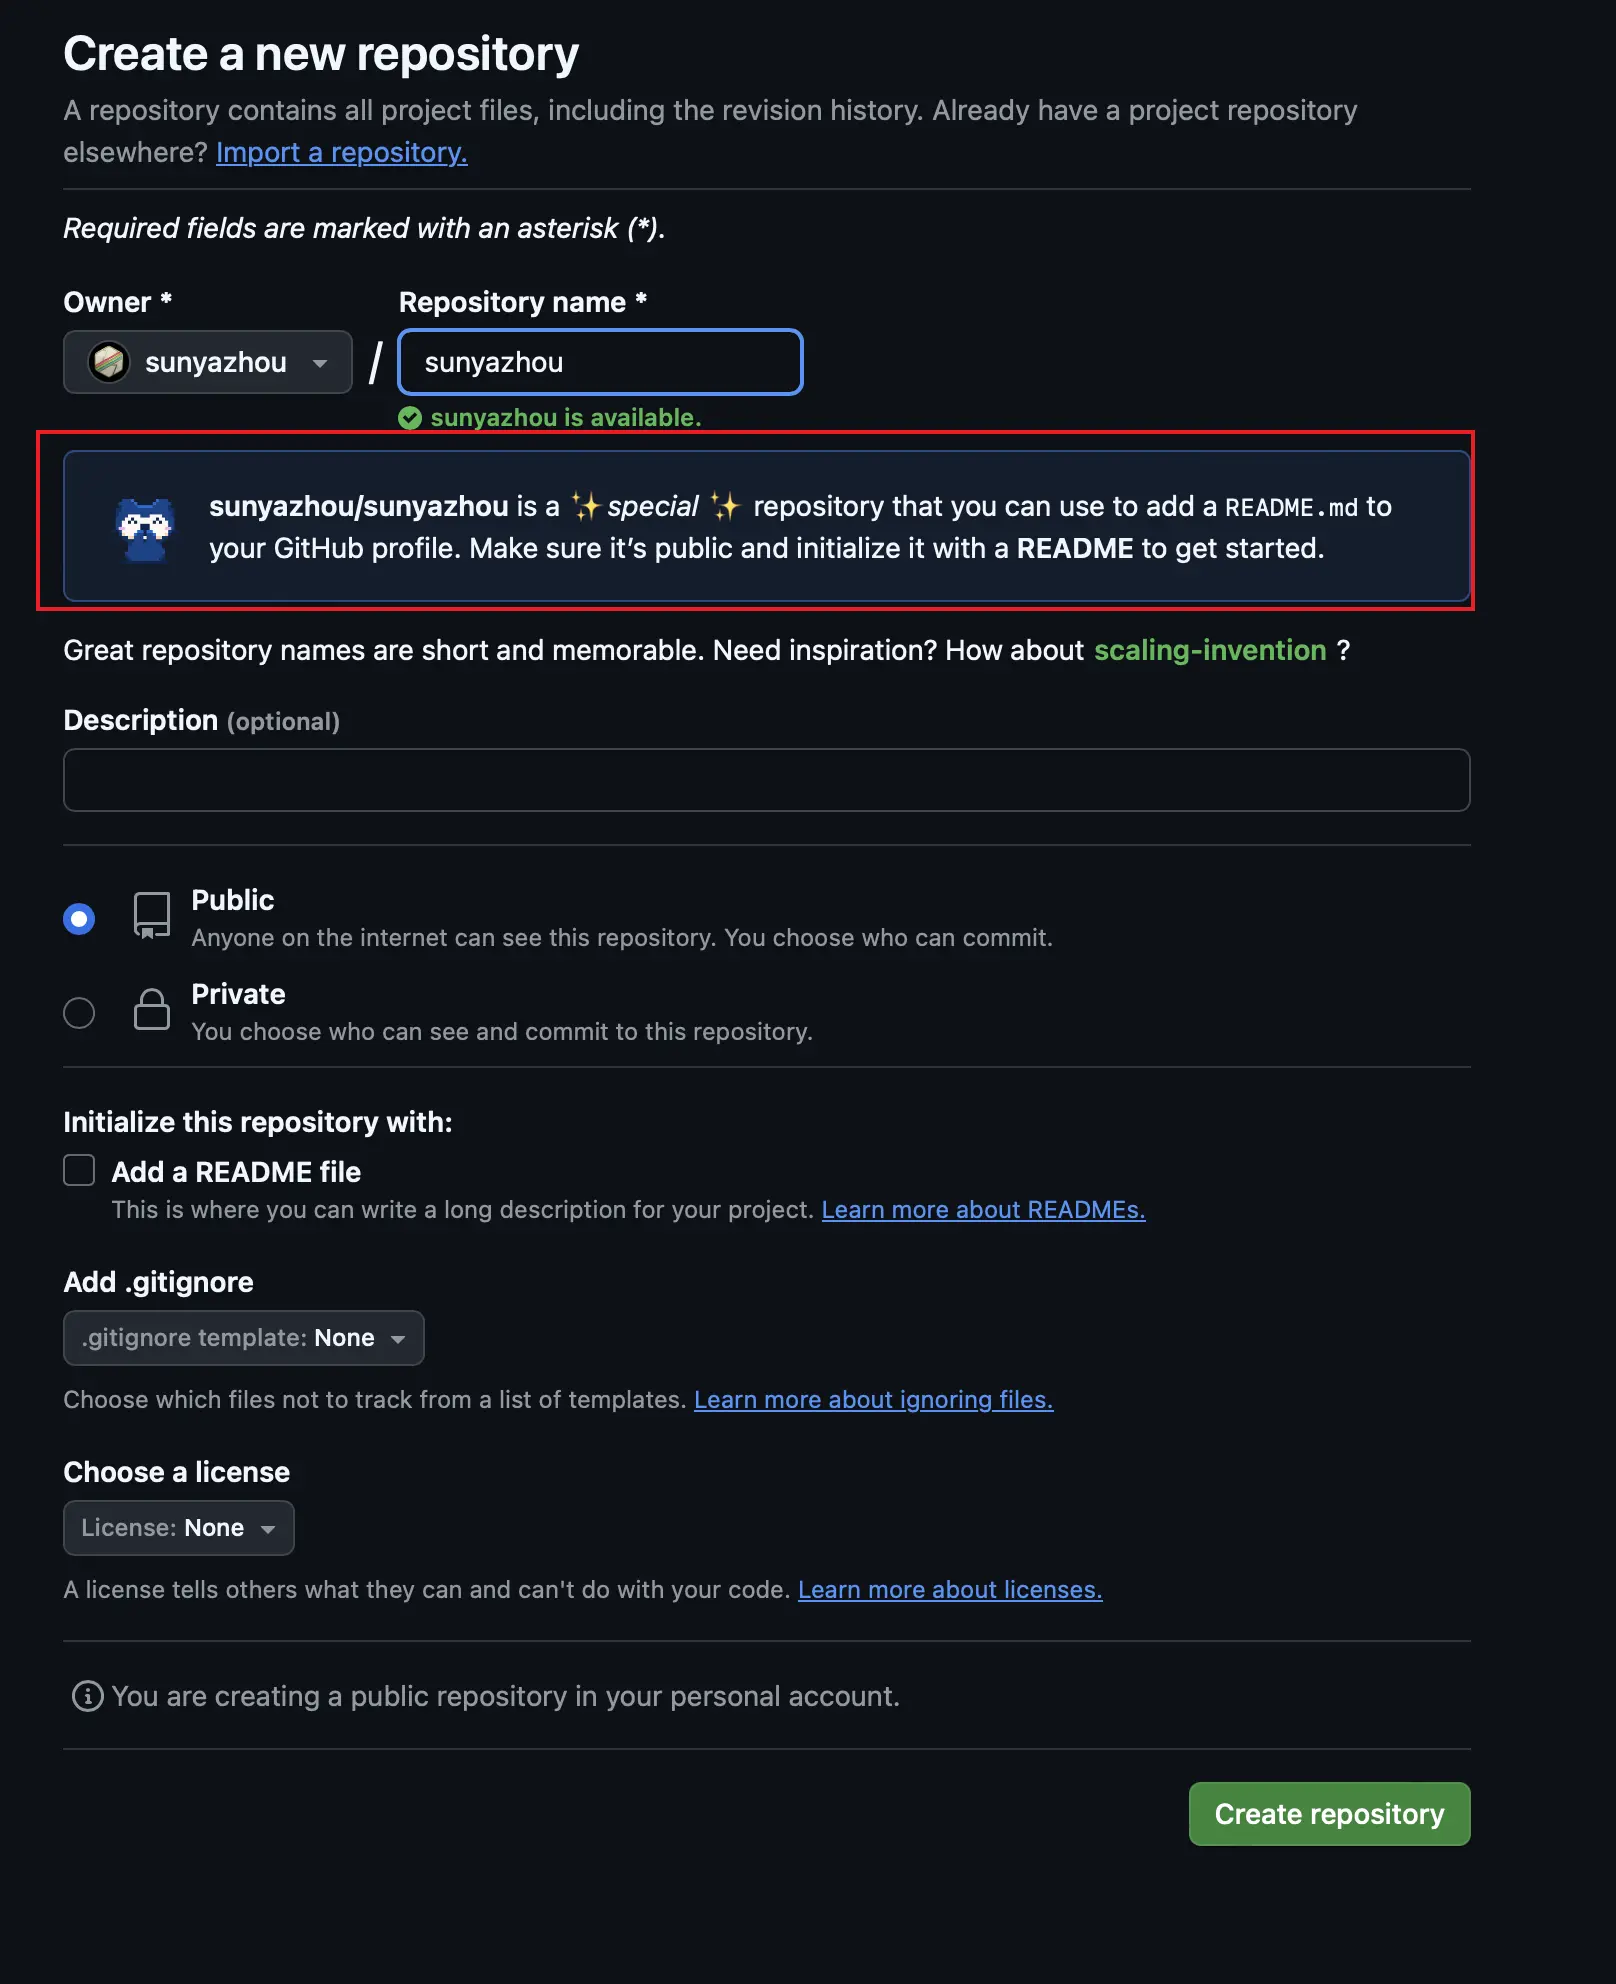 Create a new repository
A repository contains all project files, including the revision history. Already have a project repository
elsewhere? Import a repository.
Required fields are marked with an asterisk (*).
Owner * Repository name *
sunyazhou / sunyazhou
sunyazhou is available.
sunyazhou/sunyazhou is a ✨special ✨ repository that you can use to add a README.md to
your GitHub profile. Make sure it’s public and initialize it with a README to get started.
Great repository names are short and memorable. Need inspiration? How about scaling-invention ?
Description (optional)
Public
Anyone on the internet can see this repository. You choose who can commit.
Private
You choose who can see and commit to this repository.
Initialize this repository with:
Add a README file
This is where you can write a long description for your project. Learn more about READMEs.
Add .gitignore
.gitignore template: None
Choose which files not to track from a list of templates. Learn more about ignoring files.
Choose a license
License: None
A license tells others what they can and can't do with your code. Learn more about licenses.
You are creating a public repository in your personal account.
Create repository